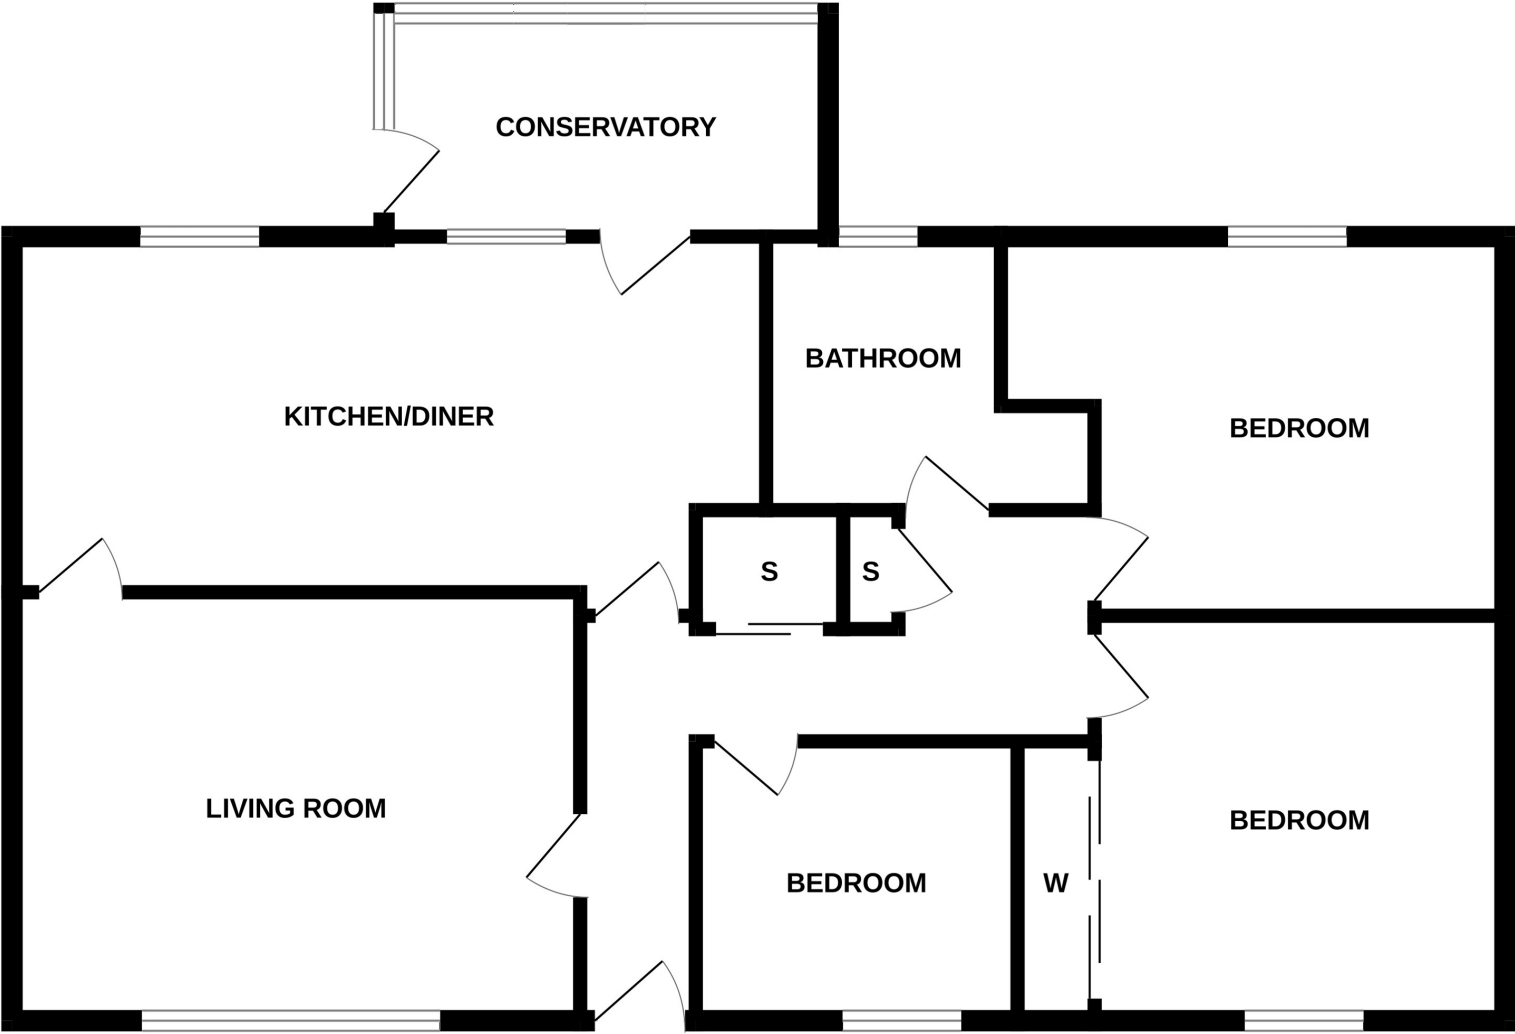 CONSERVATORY
BATHROOM
KITCHEN/DINER
BEDROOM
S
S
LIVING ROOM
BEDROOM
BEDROOM
W